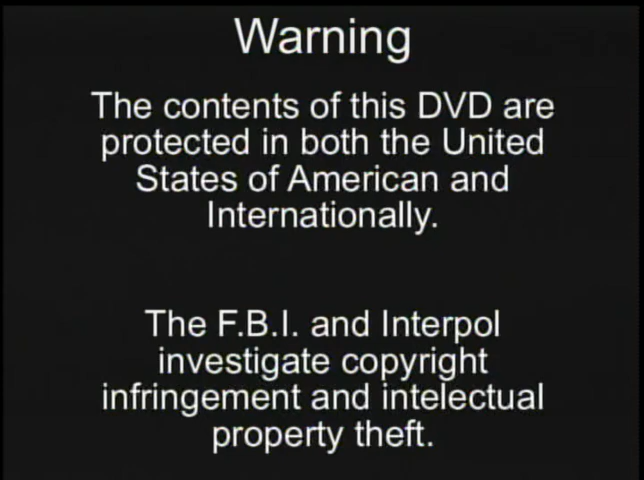 Warning
The contents of this DVD are
protected in both the United
States of American and
Internationally.
The F.B.I. and Interpol
investigate copyright
infringement and intelectual
property theft.